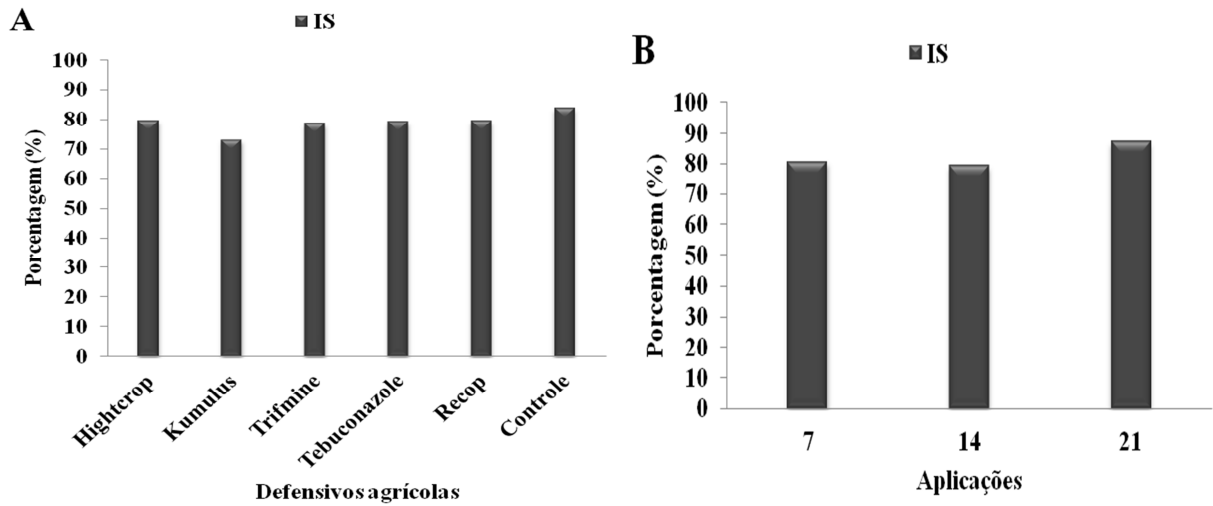 A
IS
Porcentagem (%)
100
90
80
70
60
50
40
30
20
10
0
Hightcrop
Kumulus
Trifmine
Tebuconazole
Recop
Controle
Defensivos agrícolas
B
IS
Porcentagem (%)
100
90
80
70
60
50
40
30
20
10
0
7
14
21
Aplicações